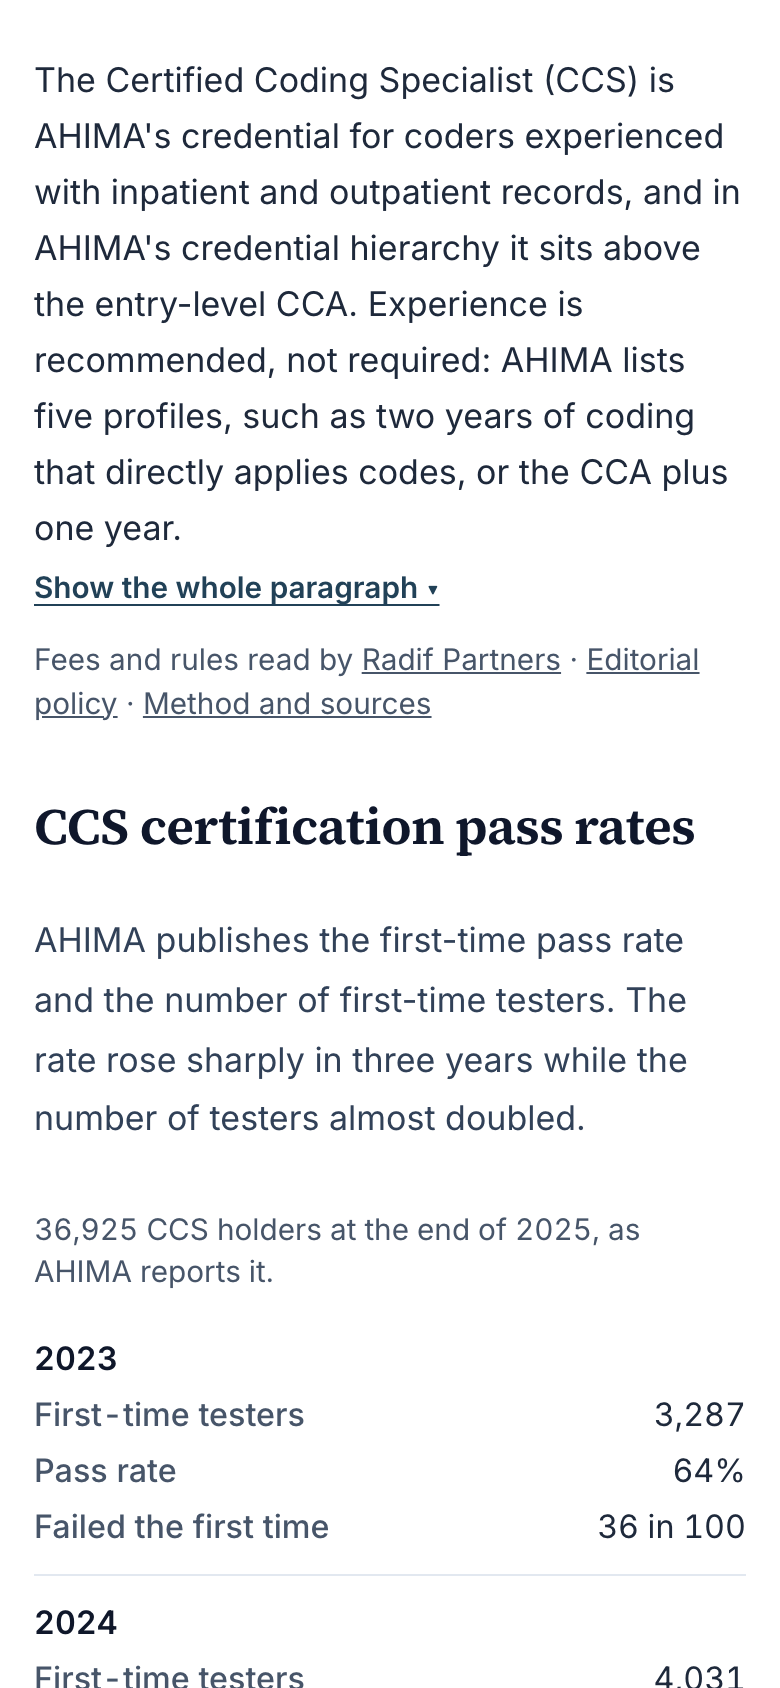 The Certified Coding Specialist (CCS) is
AHIMA's credential for coders experienced
with inpatient and outpatient records, and in
AHIMA's credential hierarchy it sits above
the entry-level CCA. Experience is
recommended, not required: AHIMA lists
five profiles, such as two years of coding
that directly applies codes, or the CCA plus
one year.
Show the whole paragraph ▾
Fees and rules read by Radif Partners · Editorial
policy · Method and sources
CCS certification pass rates
AHIMA publishes the first-time pass rate
and the number of first-time testers. The
rate rose sharply in three years while the
number of testers almost doubled.
36,925 CCS holders at the end of 2025, as
AHIMA reports it.
2023
First-time testers 3,287
Pass rate 64%
Failed the first time 36 in 100
2024
First-time testers 4,031